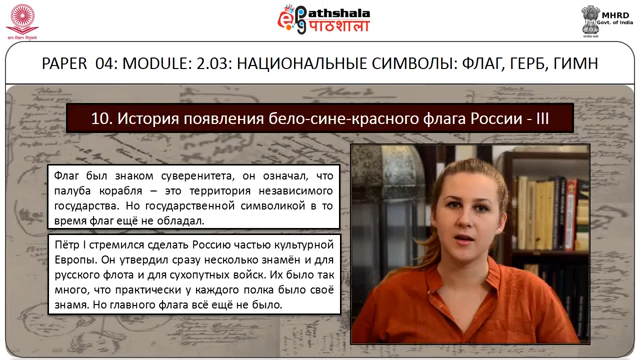 Pathshala
पाठशाला
MHRD
Govt. of India
PAPER 04: MODULE: 2.03: НАЦИОНАЛЬНЫЕ СИМВОЛЫ: ФЛАГ, ГЕРБ, ГИМН
10. История появления бело-сине-красного флага России - III
Флаг был знаком суверенитета, он означал, что
палуба корабля – это территория независимого
государства. Но государственной символикой в то
время флаг ещё не обладал.
Пётр I стремился сделать Россию частью культурной
Европы. Он утвердил сразу несколько знамён и для
русского флота и для сухопутных войск. Их было так
много, что практически у каждого полка было своё
знамя. Но главного флага всё ещё не было.